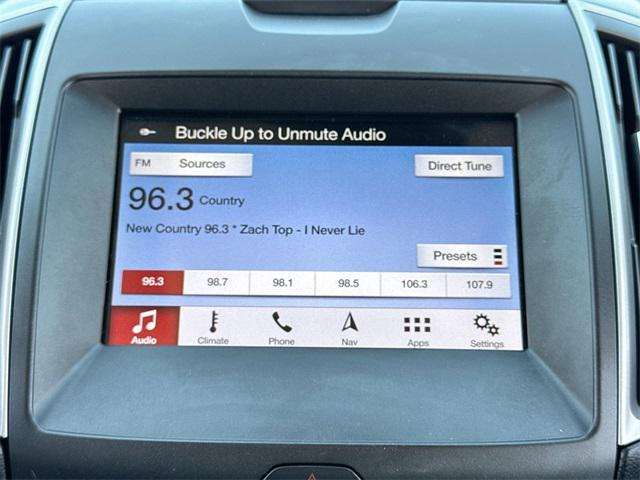 Buckle Up to Unmute Audio
FM Sources Direct Tune
96.3 Country
New Country 96.3 * Zach Top - I Never Lie
Presets
96.3 98.7 98.1 98.5 106.3 107.9
Audio Climate Phone Nav Apps Settings